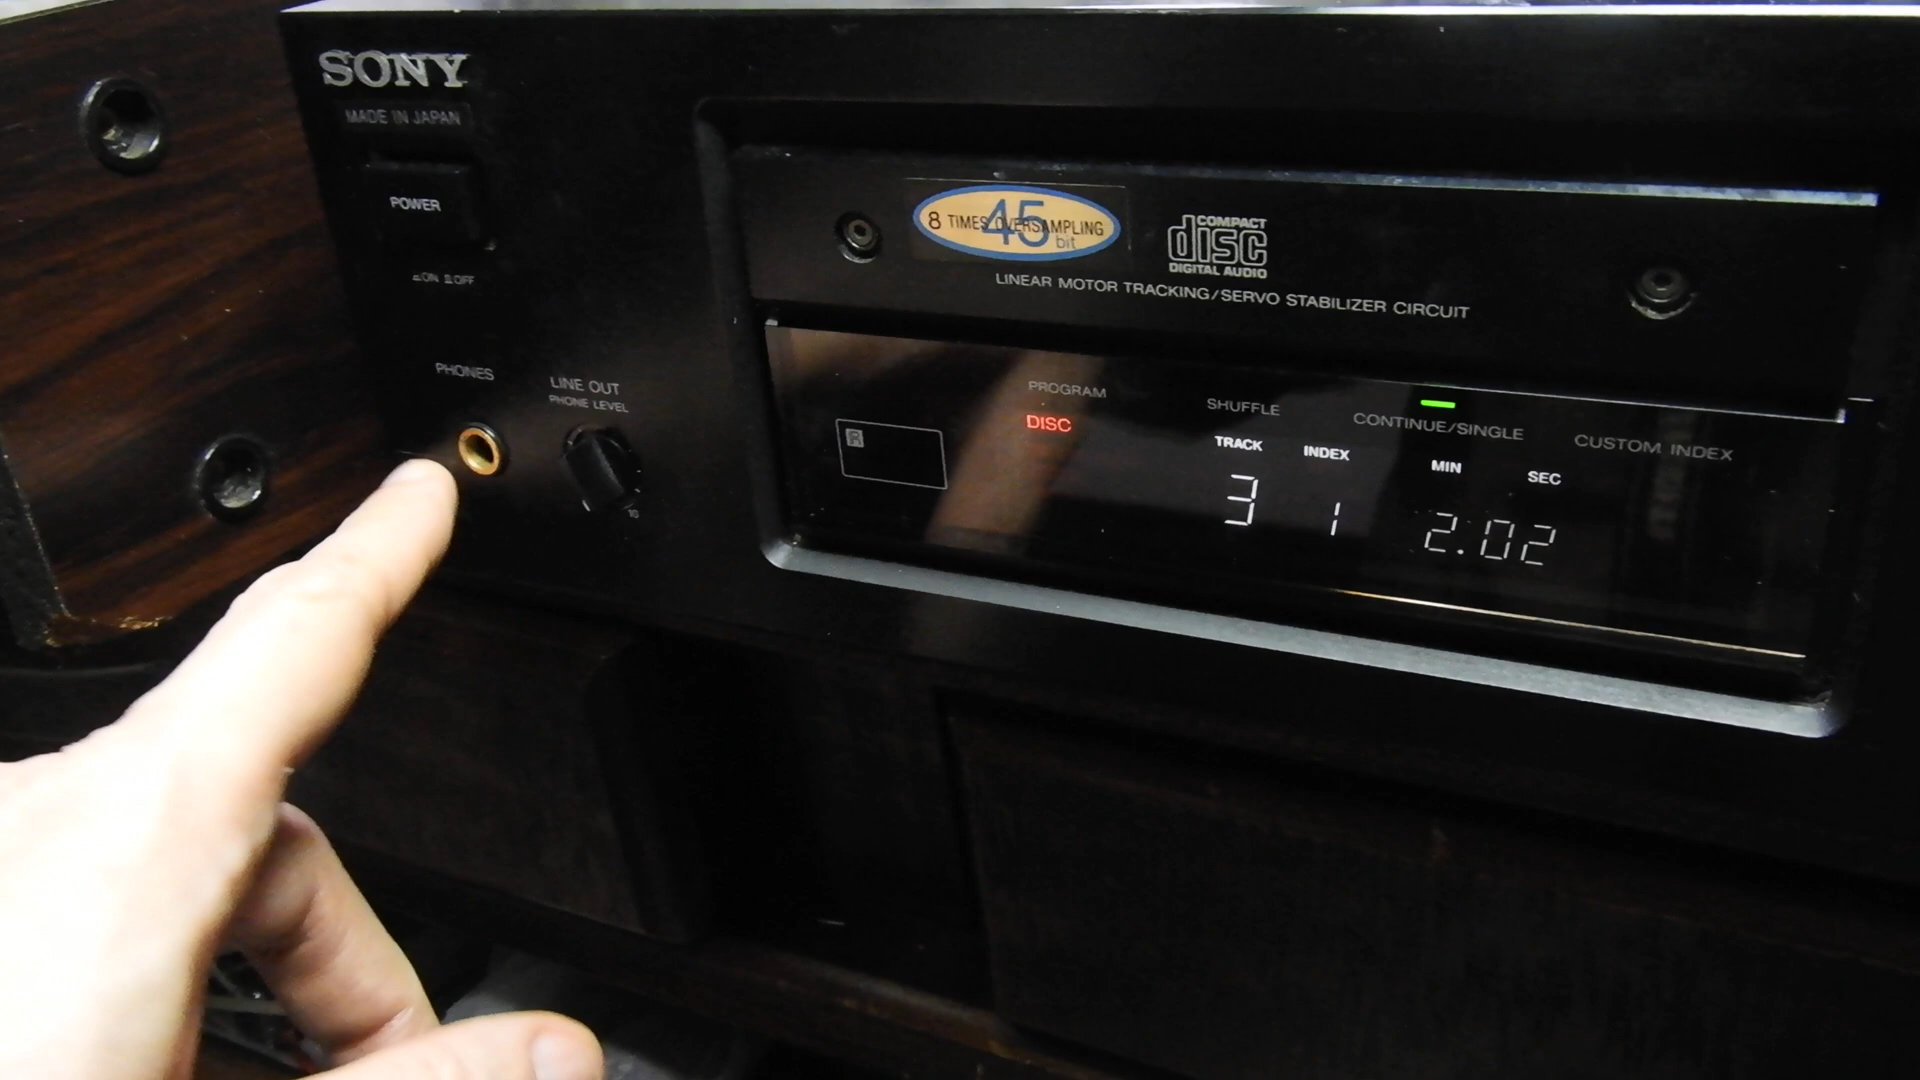 SONY
MADE IN JAPAN
POWER
ON OFF
PHONES
LINE OUT
PHONE LEVEL
10
8 TIMES OVERSAMPLING
45 bit
COMPACT
disc
DIGITAL AUDIO
LINEAR MOTOR TRACKING/SERVO STABILIZER CIRCUIT
PROGRAM
SHUFFLE
CONTINUE/SINGLE
CUSTOM INDEX
DISC
TRACK INDEX MIN SEC
3 1 2.02